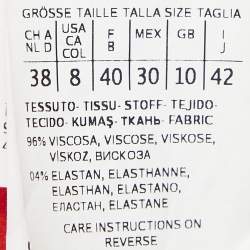 GRÖSSE TAILLE TALLA SIZE TAGLIA
CH A
NL D
USA
CA
COL
F
B
MEX
GB
I
J
38 8 40 30 10 42
TESSUTO- TISSU- STOFF- TEJIDO-
TECIDO- KUMAŞ- ТКАНЬ- FABRIC
96% VISCOSA, VISCOSE, VISKOSE,
VİSKOZ, ВИСКОЗА
04% ELASTAN, ELASTHANNE,
ELASTHAN, ELASTANO,
ЕЛАСТАН, ELASTANE
CARE INSTRUCTIONS ON
REVERSE